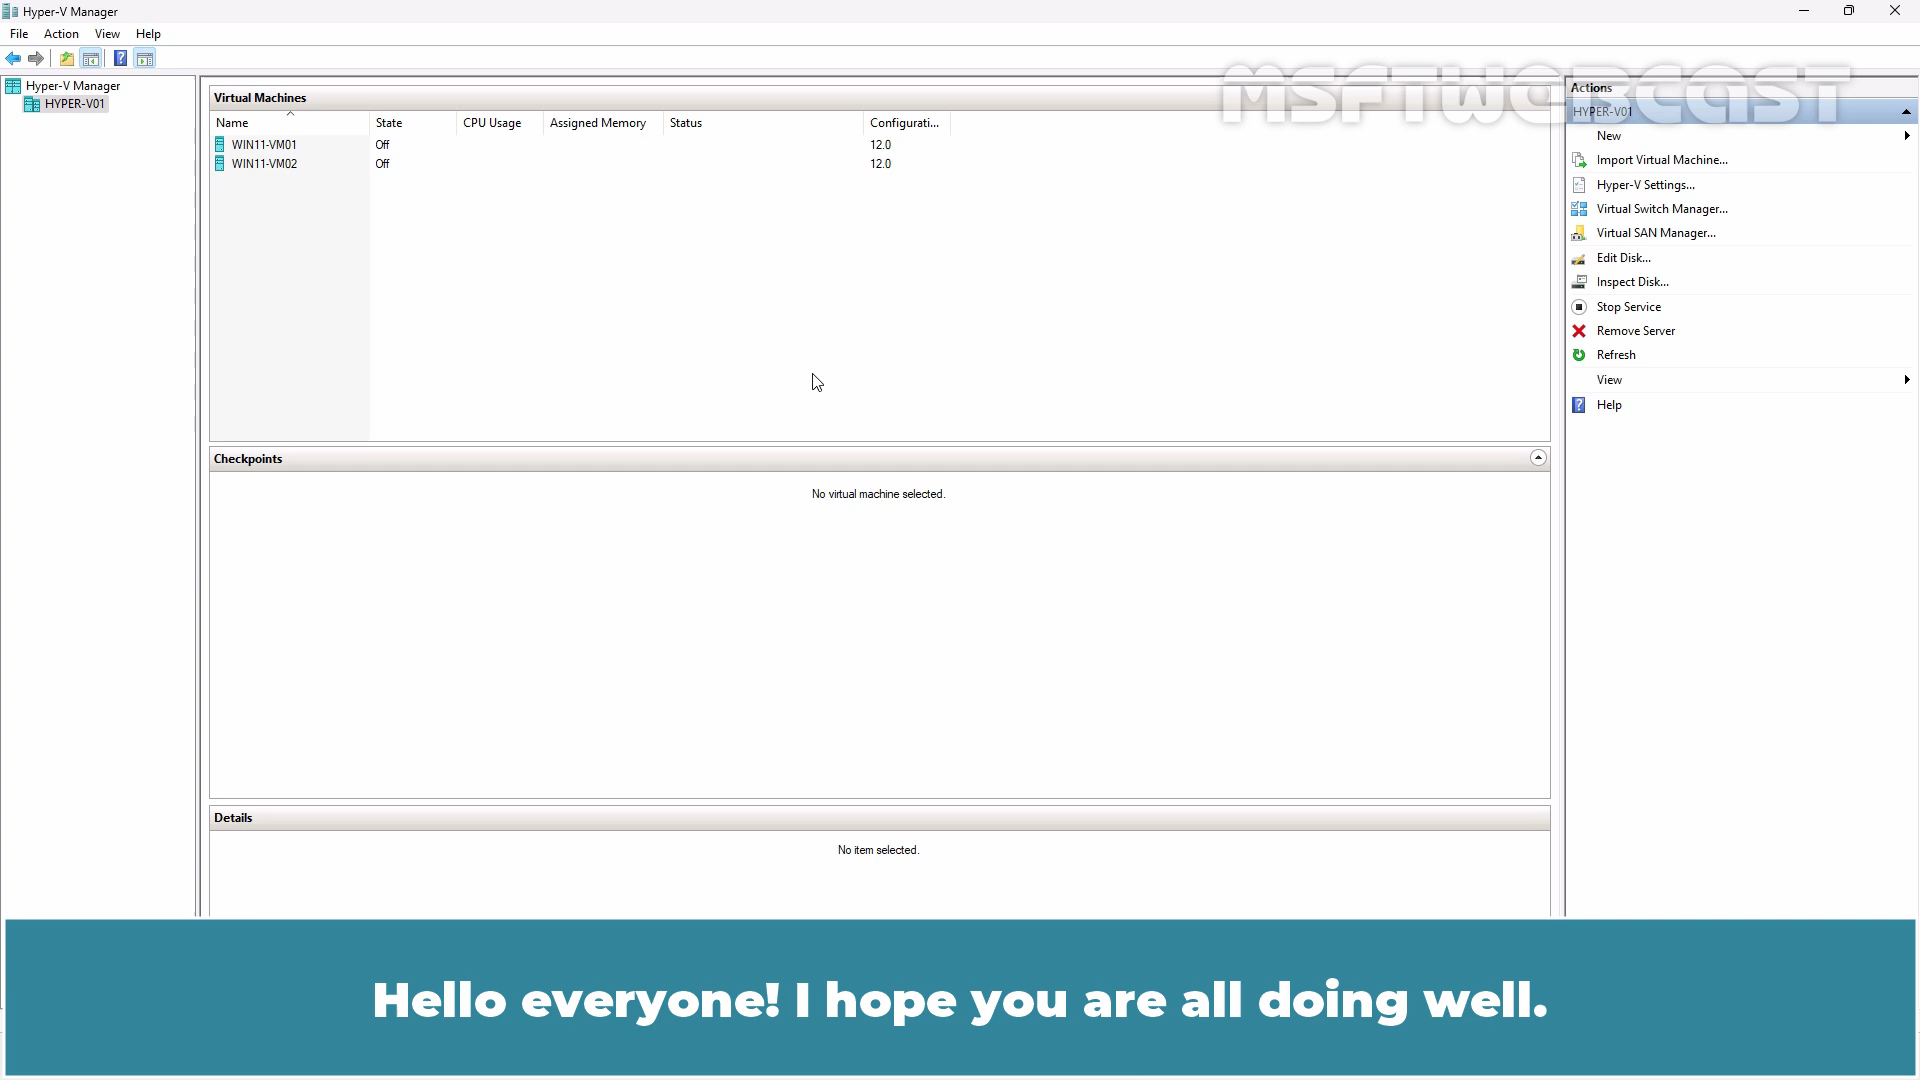 Hyper-V Manager
File Action View Help
Hyper-V Manager
HYPER-V01
Virtual Machines
Name State CPU Usage Assigned Memory Status Configurati...
WIN11-VM01 Off 12.0
WIN11-VM02 Off 12.0
Checkpoints
No virtual machine selected.
Details
No item selected.
MSFTWEBCAST
Actions
HYPER-V01
New
Import Virtual Machine...
Hyper-V Settings...
Virtual Switch Manager...
Virtual SAN Manager...
Edit Disk...
Inspect Disk...
Stop Service
Remove Server
Refresh
View
Help
Hello everyone! I hope you are all doing well.